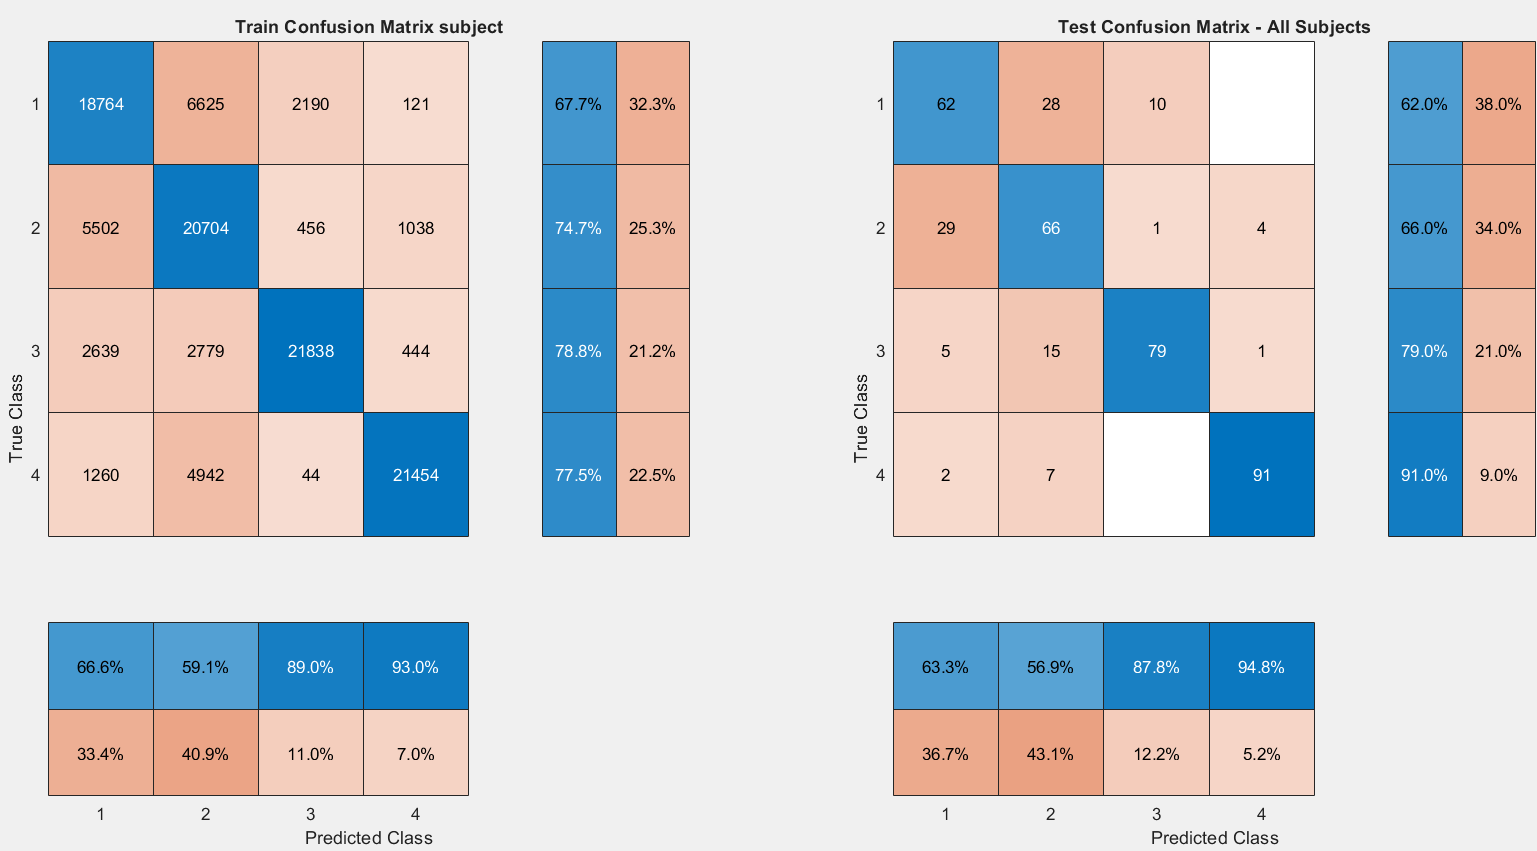 Train Confusion Matrix subject
1 18764 6625 2190 121 67.7% 32.3%
2 5502 20704 456 1038 74.7% 25.3%
3 2639 2779 21838 444 78.8% 21.2%
4 1260 4942 44 21454 77.5% 22.5%
True Class
66.6% 59.1% 89.0% 93.0%
33.4% 40.9% 11.0% 7.0%
1 2 3 4
Predicted Class
Test Confusion Matrix - All Subjects
1 62 28 10 62.0% 38.0%
2 29 66 1 4 66.0% 34.0%
3 5 15 79 1 79.0% 21.0%
4 2 7 91 91.0% 9.0%
True Class
63.3% 56.9% 87.8% 94.8%
36.7% 43.1% 12.2% 5.2%
1 2 3 4
Predicted Class